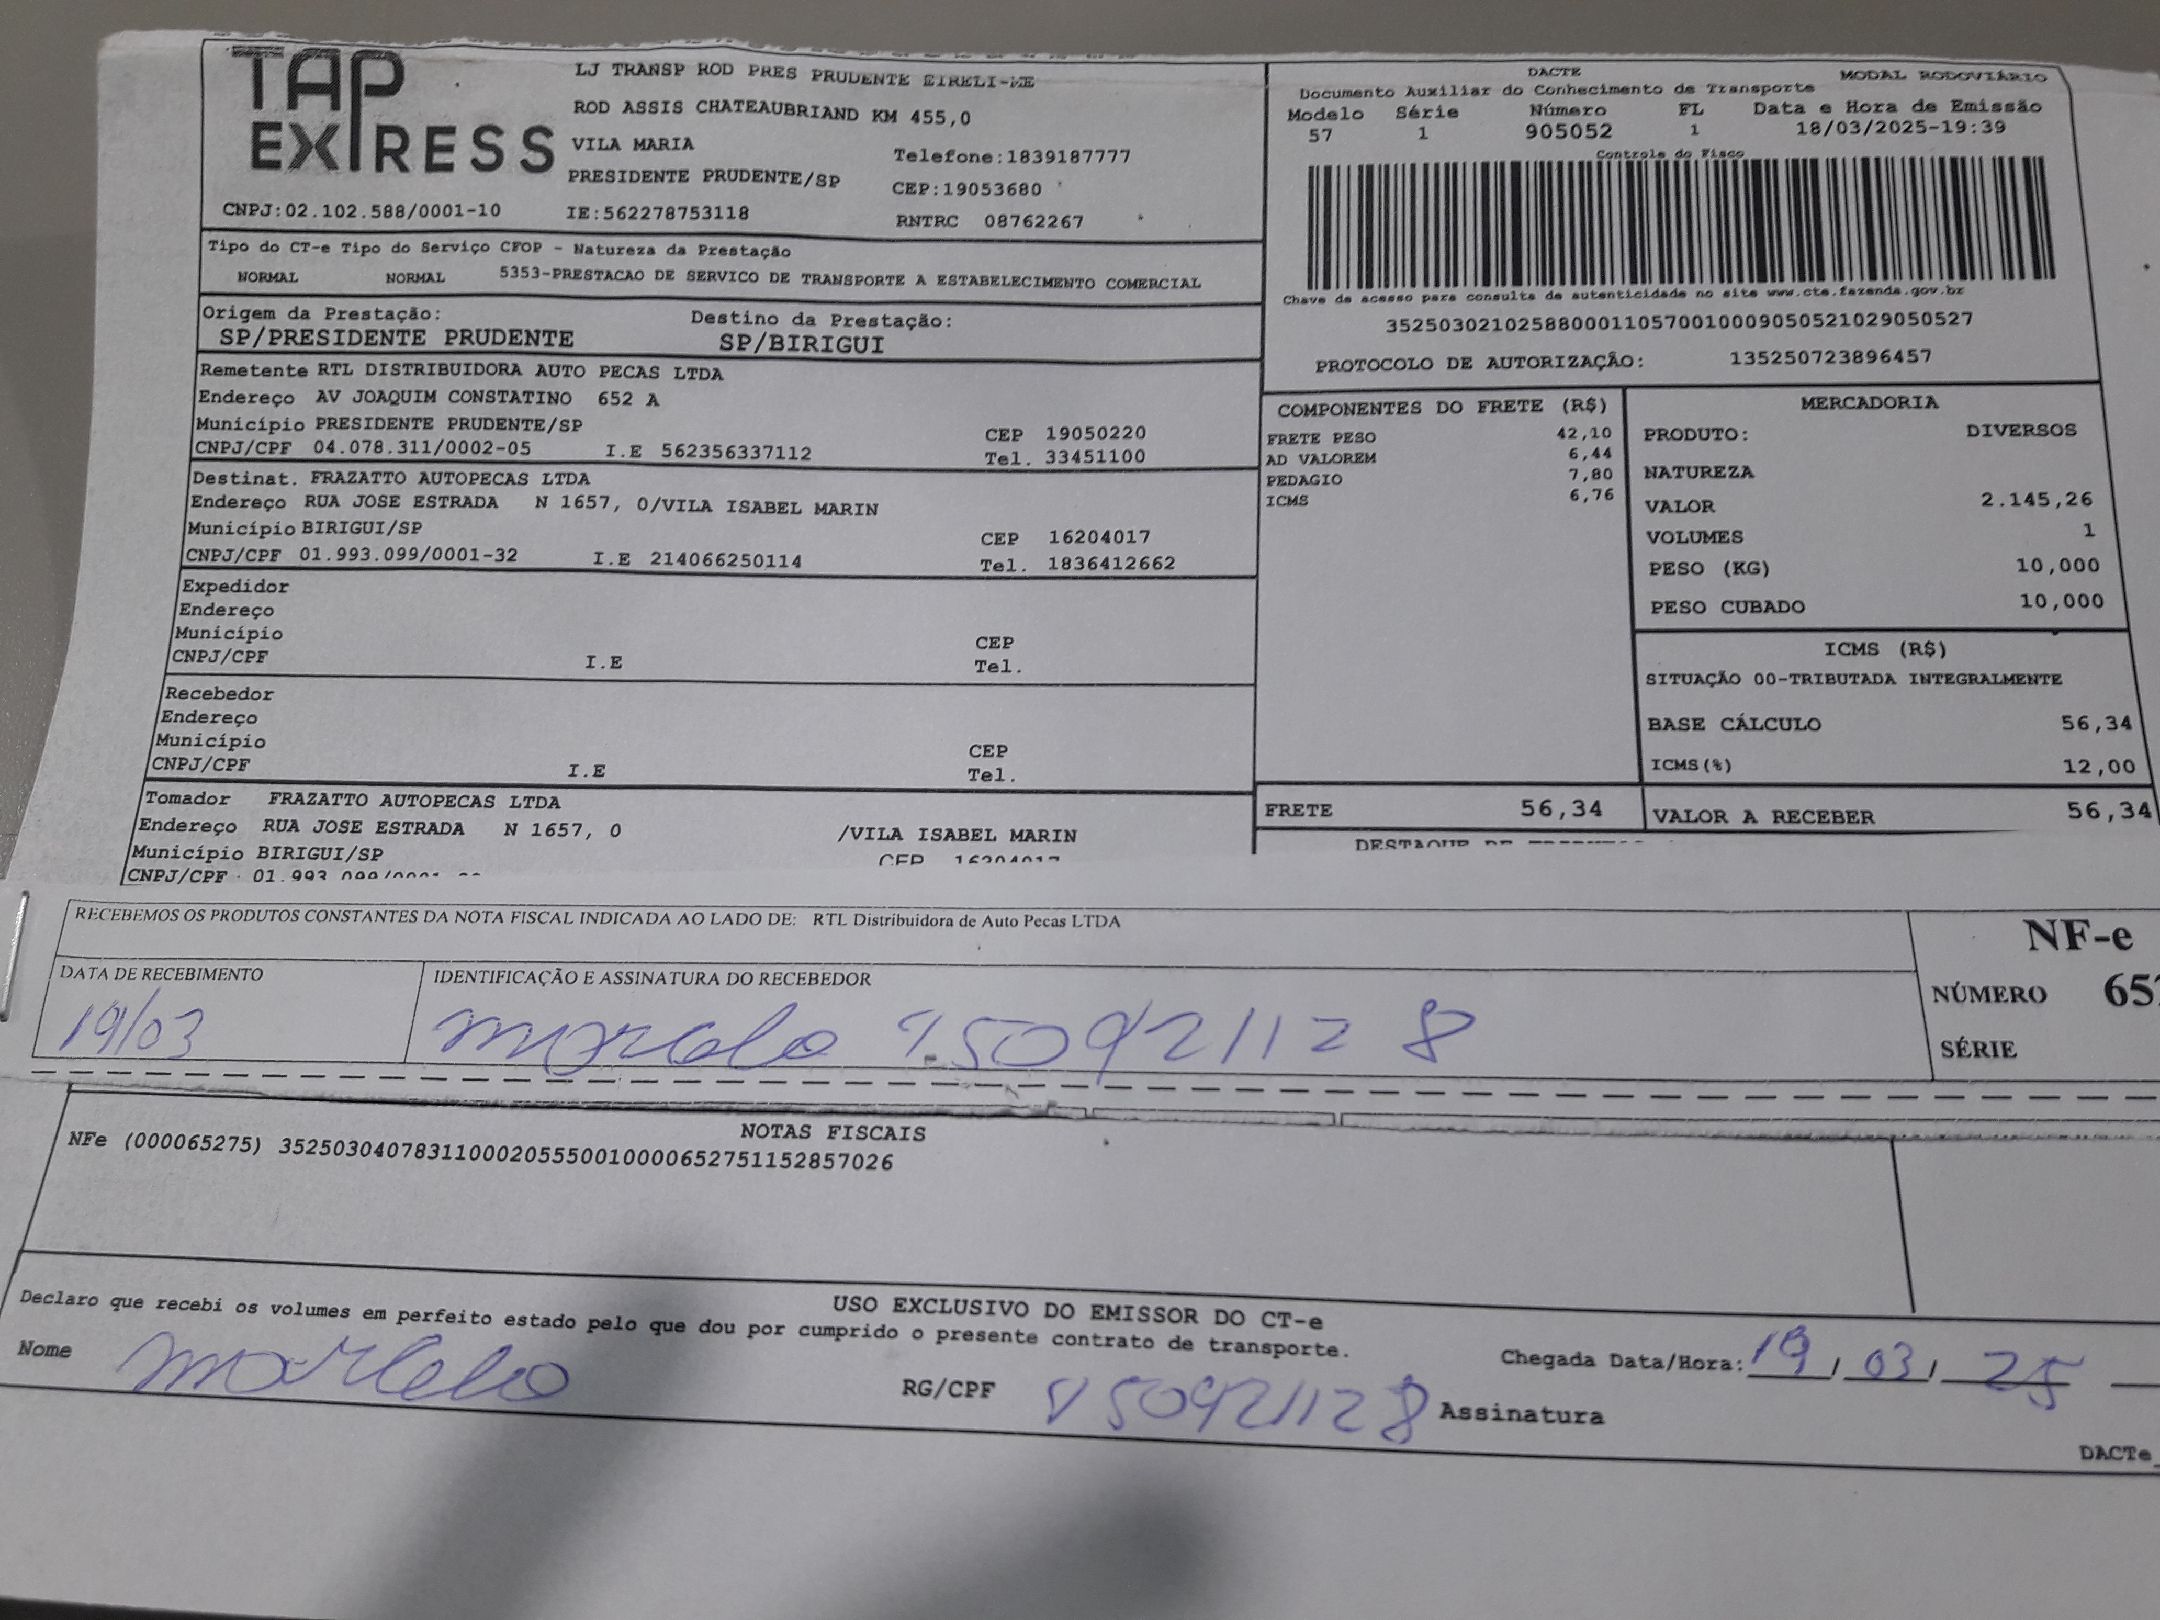 TAP EXPRESS
LJ TRANSP ROD PRES PRUDENTE EIRELI-ME
ROD ASSIS CHATEAUBRIAND KM 455,0
VILA MARIA
Telefone:1839187777
PRESIDENTE PRUDENTE/SP
CEP:19053680
CNPJ:02.102.588/0001-10 IE:562278753118 RNTRC 08762267
DACTE MODAL RODOVIÁRIO
Documento Auxiliar do Conhecimento de Transporte
Modelo Série Número FL Data e Hora de Emissão
57 1 905052 1 18/03/2025-19:39
Controle do Fisco
Chave de acesso para consulta de autenticidade no site www.cte.fazenda.gov.br
35250302102588000110570010009050521029050527
PROTOCOLO DE AUTORIZAÇÃO: 135250723896457
Tipo do CT-e Tipo do Serviço CFOP - Natureza da Prestação
NORMAL NORMAL 5353-PRESTACAO DE SERVICO DE TRANSPORTE A ESTABELECIMENTO COMERCIAL
Origem da Prestação: Destino da Prestação:
SP/PRESIDENTE PRUDENTE SP/BIRIGUI
Remetente RTL DISTRIBUIDORA AUTO PECAS LTDA
Endereço AV JOAQUIM CONSTATINO 652 A
Município PRESIDENTE PRUDENTE/SP CEP 19050220
CNPJ/CPF 04.078.311/0002-05 I.E 562356337112 Tel. 33451100
Destinat. FRAZATTO AUTOPECAS LTDA
Endereço RUA JOSE ESTRADA N 1657, 0/VILA ISABEL MARIN
Município BIRIGUI/SP CEP 16204017
CNPJ/CPF 01.993.099/0001-32 I.E 214066250114 Tel. 1836412662
Expedidor
Endereço
Município CEP
CNPJ/CPF I.E Tel.
Recebedor
Endereço
Município CEP
CNPJ/CPF I.E Tel.
Tomador FRAZATTO AUTOPECAS LTDA
Endereço RUA JOSE ESTRADA N 1657, 0 /VILA ISABEL MARIN
Município BIRIGUI/SP CEP 16204017
CNPJ/CPF 01.993.099/0001
COMPONENTES DO FRETE (R$)
FRETE PESO 42,10
AD VALOREM 6,44
PEDAGIO 7,80
ICMS 6,76
FRETE 56,34
MERCADORIA
PRODUTO: DIVERSOS
NATUREZA
VALOR 2.145,26
VOLUMES 1
PESO (KG) 10,000
PESO CUBADO 10,000
ICMS (R$)
SITUAÇÃO 00-TRIBUTADA INTEGRALMENTE
BASE CÁLCULO 56,34
ICMS(%) 12,00
VALOR A RECEBER 56,34
DESTAQUE DE
RECEBEMOS OS PRODUTOS CONSTANTES DA NOTA FISCAL INDICADA AO LADO DE: RTL Distribuidora de Auto Pecas LTDA
NF-e
DATA DE RECEBIMENTO IDENTIFICAÇÃO E ASSINATURA DO RECEBEDOR
NÚMERO 652
19/03 marcelo
SÉRIE
NOTAS FISCAIS
NFe (000065275) 35250304078311000205550010000652751152857026
USO EXCLUSIVO DO EMISSOR DO CT-e
Declaro que recebi os volumes em perfeito estado pelo que dou por cumprido o presente contrato de transporte.
Nome marcelo RG/CPF Assinatura
Chegada Data/Hora: 19/03/25
DACTe_